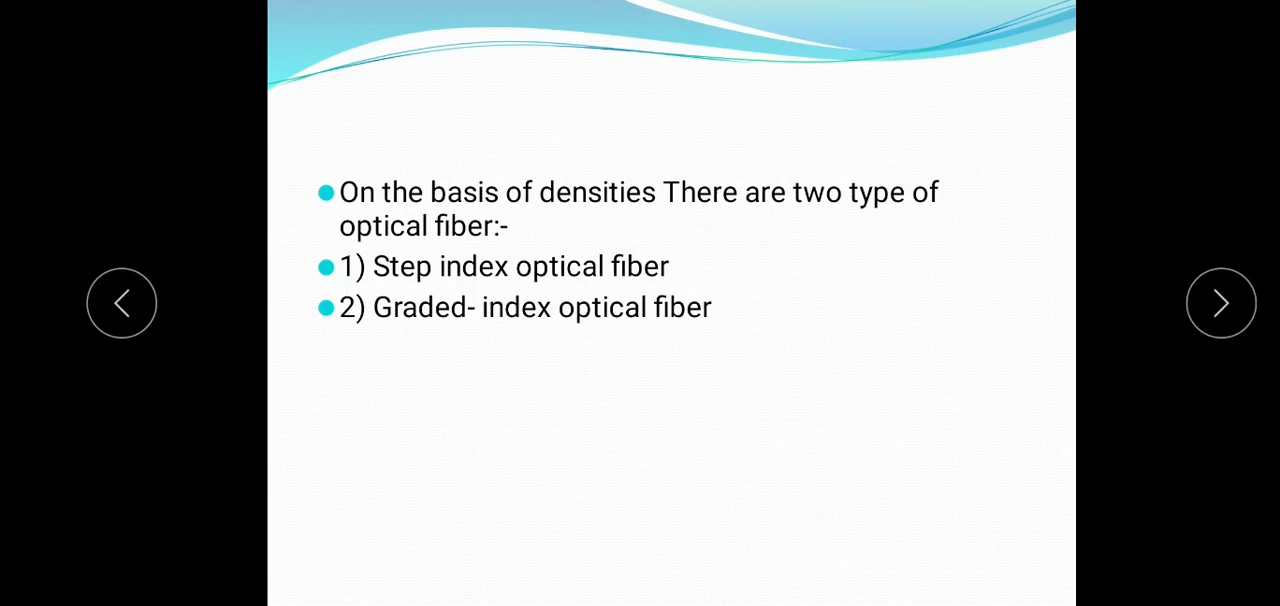 On the basis of densities There are two type of
optical fiber:-
1) Step index optical fiber
2) Graded- index optical fiber